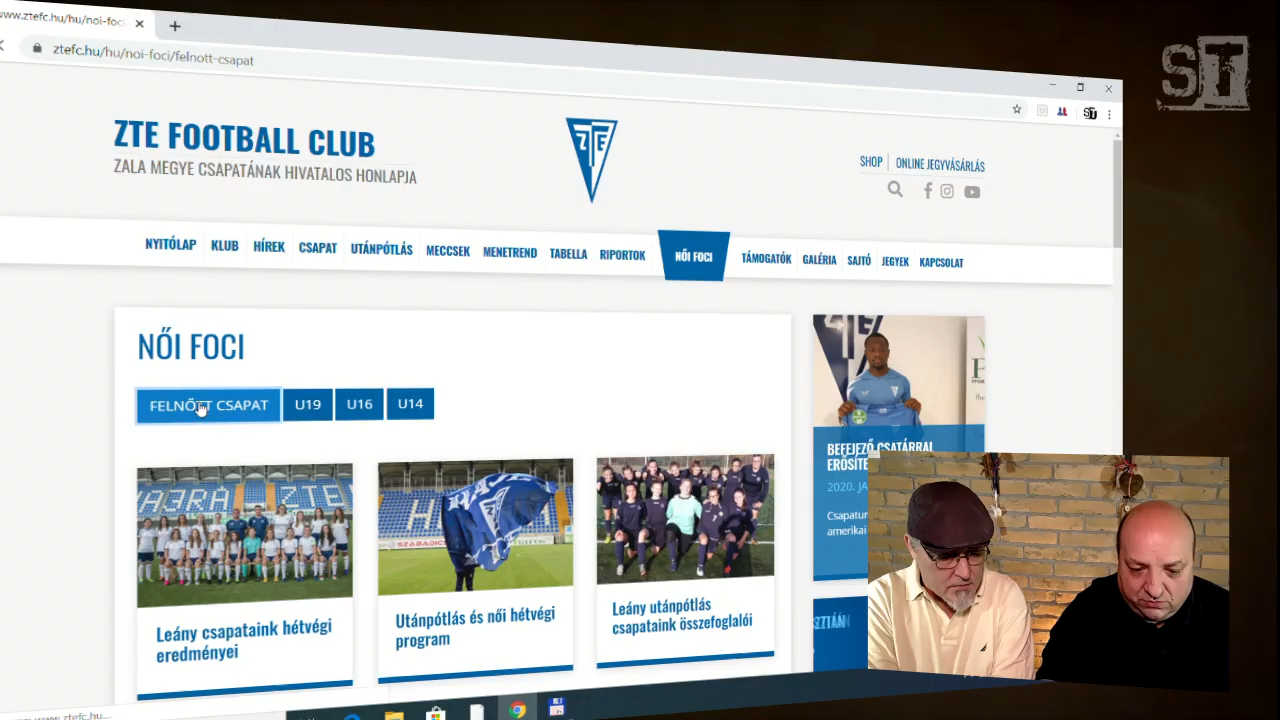 www.ztefc.hu/hu/noi-foci
ztefc.hu/hu/noi-foci/felnott-csapat
ST
ZTE FOOTBALL CLUB
ZALA MEGYE CSAPATÁNAK HIVATALOS HONLAPJA
ZTE
SHOP
ONLINE JEGYVÁSÁRLÁS
NYITÓLAP
KLUB
HÍREK
CSAPAT
UTÁNPÓTLÁS
MECCSEK
MENETREND
TABELLA
RIPORTOK
NŐI FOCI
TÁMOGATÓK
GALÉRIA
SAJTÓ
JEGYEK
KAPCSOLAT
NŐI FOCI
FELNŐTT CSAPAT
U19
U16
U14
HAJRÁ ZTE
Leány csapataink hétvégi
eredményei
Utánpótlás és női hétvégi
program
Leány utánpótlás
csapataink összefoglalói
BEFEJEZŐ CSATÁRRAL
ERŐSÍTE
2020. JA
Csapatun
amerikai